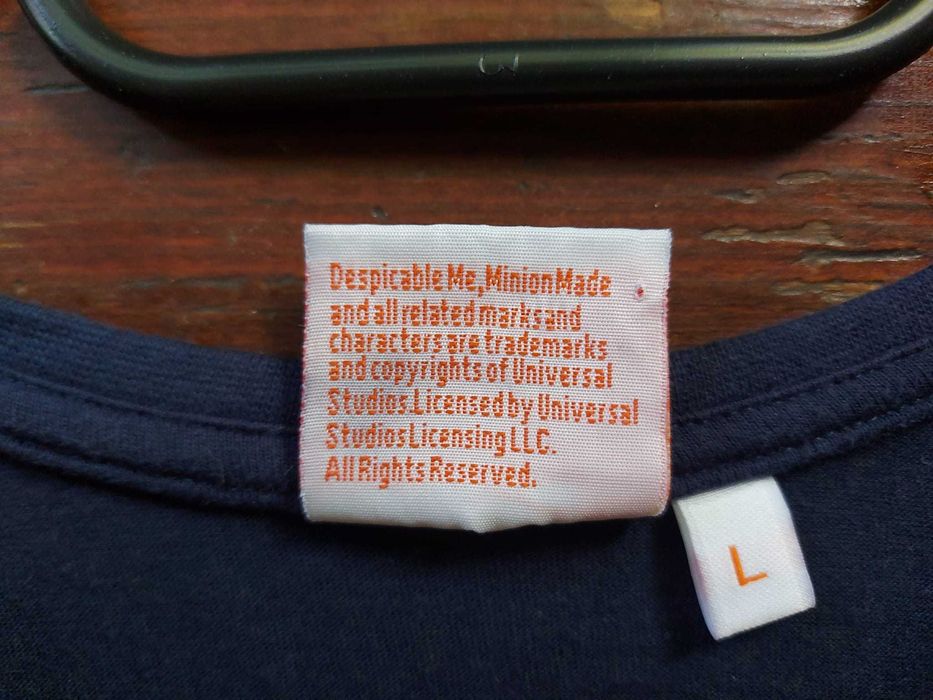 3
Despicable Me, Minion Made
and all related marks and
characters are trademarks
and copyrights of Universal
Studios. Licensed by Universal
Studios Licensing LLC.
All Rights Reserved.
L